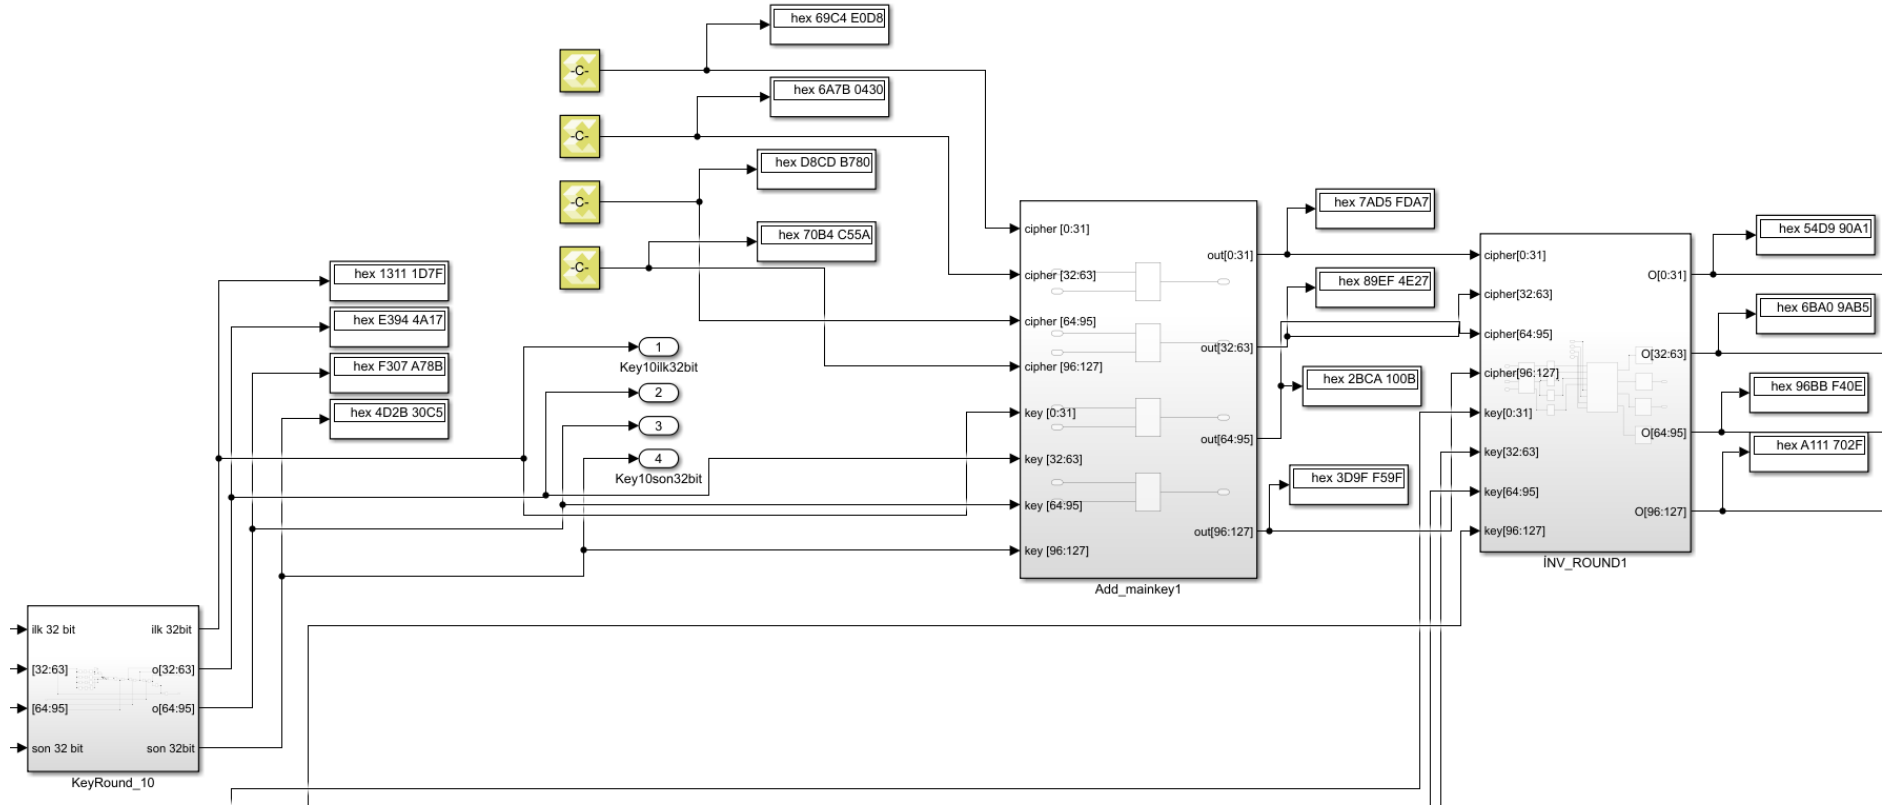 hex 69C4 E0D8
-C-
hex 6A7B 0430
-C-
hex D8CD B780
-C-
hex 70B4 C55A
-C-
hex 1311 1D7F
hex E394 4A17
hex F307 A78B
hex 4D2B 30C5
1
Key10ilk32bit
2
3
4
Key10son32bit
ilk 32 bit
[32:63]
[64:95]
son 32 bit
ilk 32bit
o[32:63]
o[64:95]
son 32bit
KeyRound_10
cipher [0:31]
cipher [32:63]
cipher [64:95]
cipher [96:127]
key [0:31]
key [32:63]
key [64:95]
key [96:127]
out[0:31]
out[32:63]
out[64:95]
out[96:127]
Add_mainkey1
hex 7AD5 FDA7
hex 89EF 4E27
hex 2BCA 100B
hex 3D9F F59F
cipher[0:31]
cipher[32:63]
cipher[64:95]
cipher[96:127]
key[0:31]
key[32:63]
key[64:95]
key[96:127]
O[0:31]
O[32:63]
O[64:95]
O[96:127]
İNV_ROUND1
hex 54D9 90A1
hex 6BA0 9AB5
hex 96BB F40E
hex A111 702F